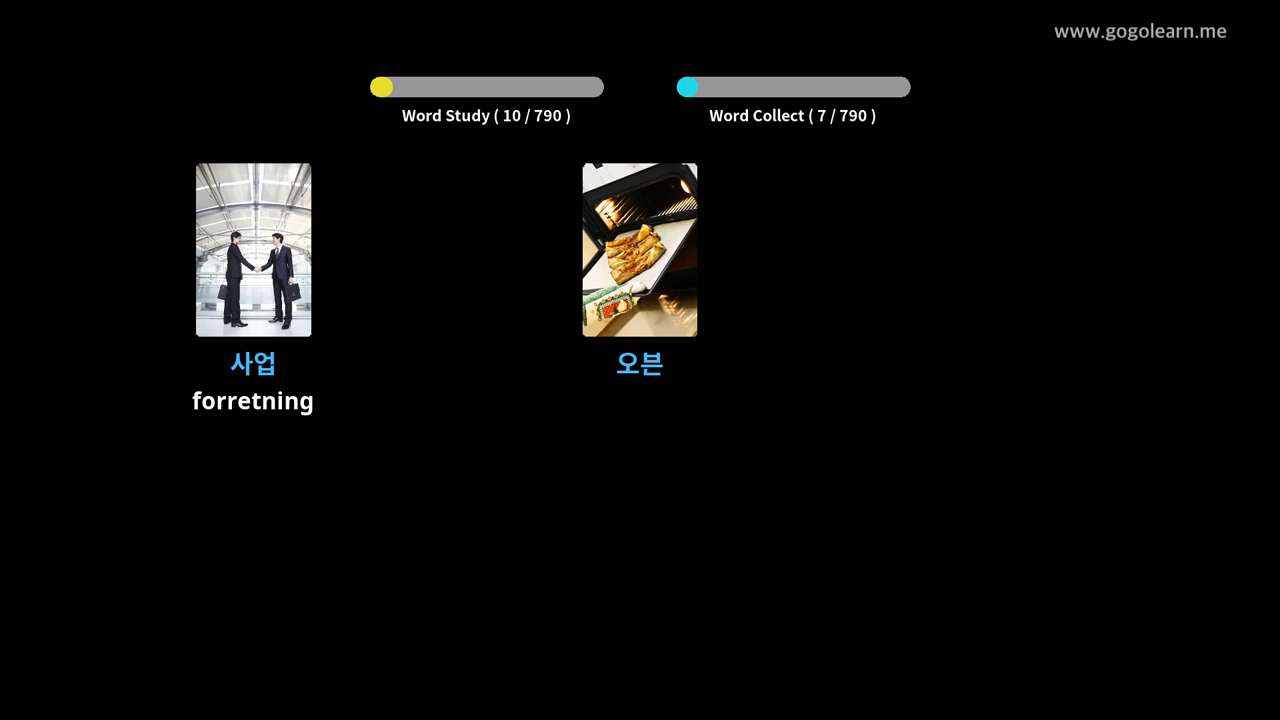 www.gogolearn.me
Word Study ( 10 / 790 )
Word Collect ( 7 / 790 )
사업
오븐
forretning